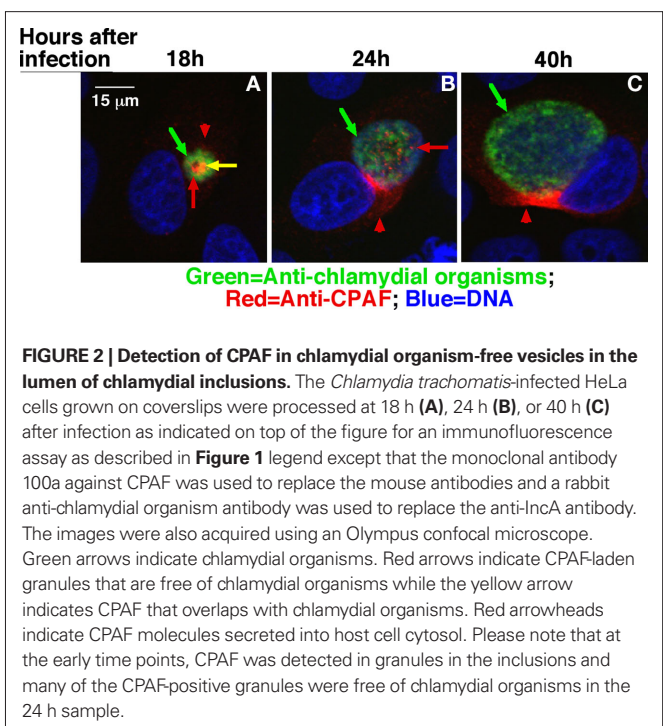 Hours after
infection 18h 24h 40h
A B C
15 μm
Green=Anti-chlamydial organisms;
Red=Anti-CPAF; Blue=DNA
FIGURE 2 | Detection of CPAF in chlamydial organism-free vesicles in the
lumen of chlamydial inclusions. The Chlamydia trachomatis-infected HeLa
cells grown on coverslips were processed at 18 h (A), 24 h (B), or 40 h (C)
after infection as indicated on top of the figure for an immunofluorescence
assay as described in Figure 1 legend except that the monoclonal antibody
100a against CPAF was used to replace the mouse antibodies and a rabbit
anti-chlamydial organism antibody was used to replace the anti-IncA antibody.
The images were also acquired using an Olympus confocal microscope.
Green arrows indicate chlamydial organisms. Red arrows indicate CPAF-laden
granules that are free of chlamydial organisms while the yellow arrow
indicates CPAF that overlaps with chlamydial organisms. Red arrowheads
indicate CPAF molecules secreted into host cell cytosol. Please note that at
the early time points, CPAF was detected in granules in the inclusions and
many of the CPAF-positive granules were free of chlamydial organisms in the
24 h sample.